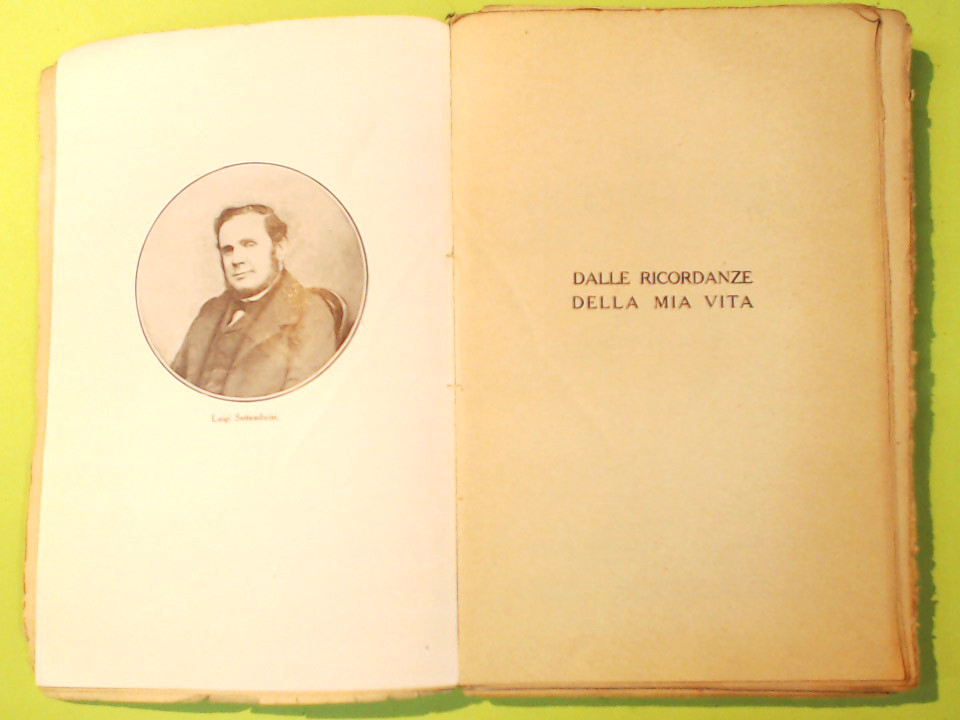 Luigi Settembrini
DALLE RICORDANZE
DELLA MIA VITA